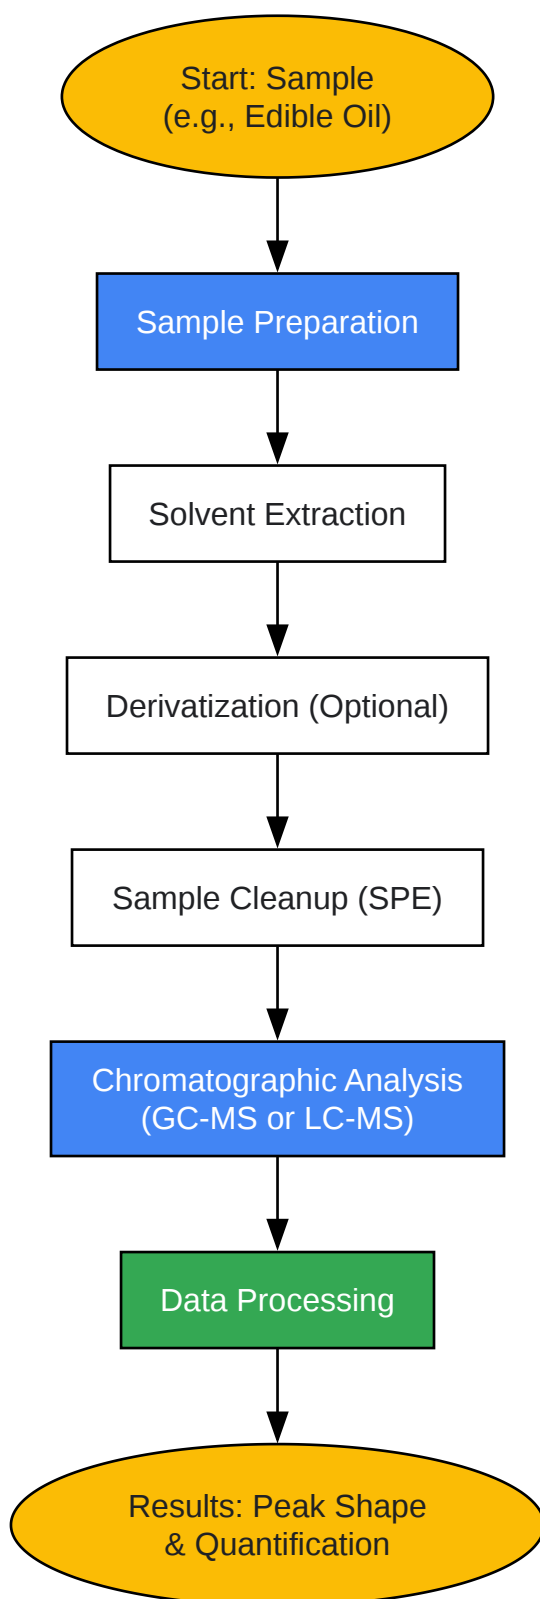 Start: Sample
(e.g., Edible Oil)
Sample Preparation
Solvent Extraction
Derivatization (Optional)
Sample Cleanup (SPE)
Chromatographic Analysis
(GC-MS or LC-MS)
Data Processing
Results: Peak Shape
& Quantification